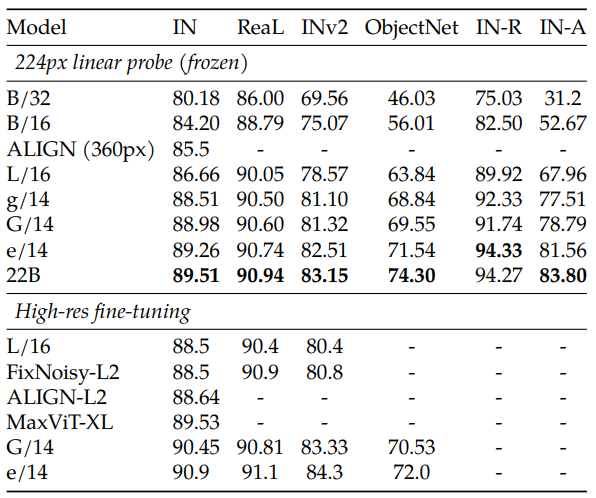 Model IN ReaL INv2 ObjectNet IN-R IN-A
224px linear probe (frozen)
B/32 80.18 86.00 69.56 46.03 75.03 31.2
B/16 84.20 88.79 75.07 56.01 82.50 52.67
ALIGN (360px) 85.5 - - - - -
L/16 86.66 90.05 78.57 63.84 89.92 67.96
g/14 88.51 90.50 81.10 68.84 92.33 77.51
G/14 88.98 90.60 81.32 69.55 91.74 78.79
e/14 89.26 90.74 82.51 71.54 94.33 81.56
22B 89.51 90.94 83.15 74.30 94.27 83.80
High-res fine-tuning
L/16 88.5 90.4 80.4 - - -
FixNoisy-L2 88.5 90.9 80.8 - - -
ALIGN-L2 88.64 - - - - -
MaxViT-XL 89.53 - - - - -
G/14 90.45 90.81 83.33 70.53 - -
e/14 90.9 91.1 84.3 72.0 - -